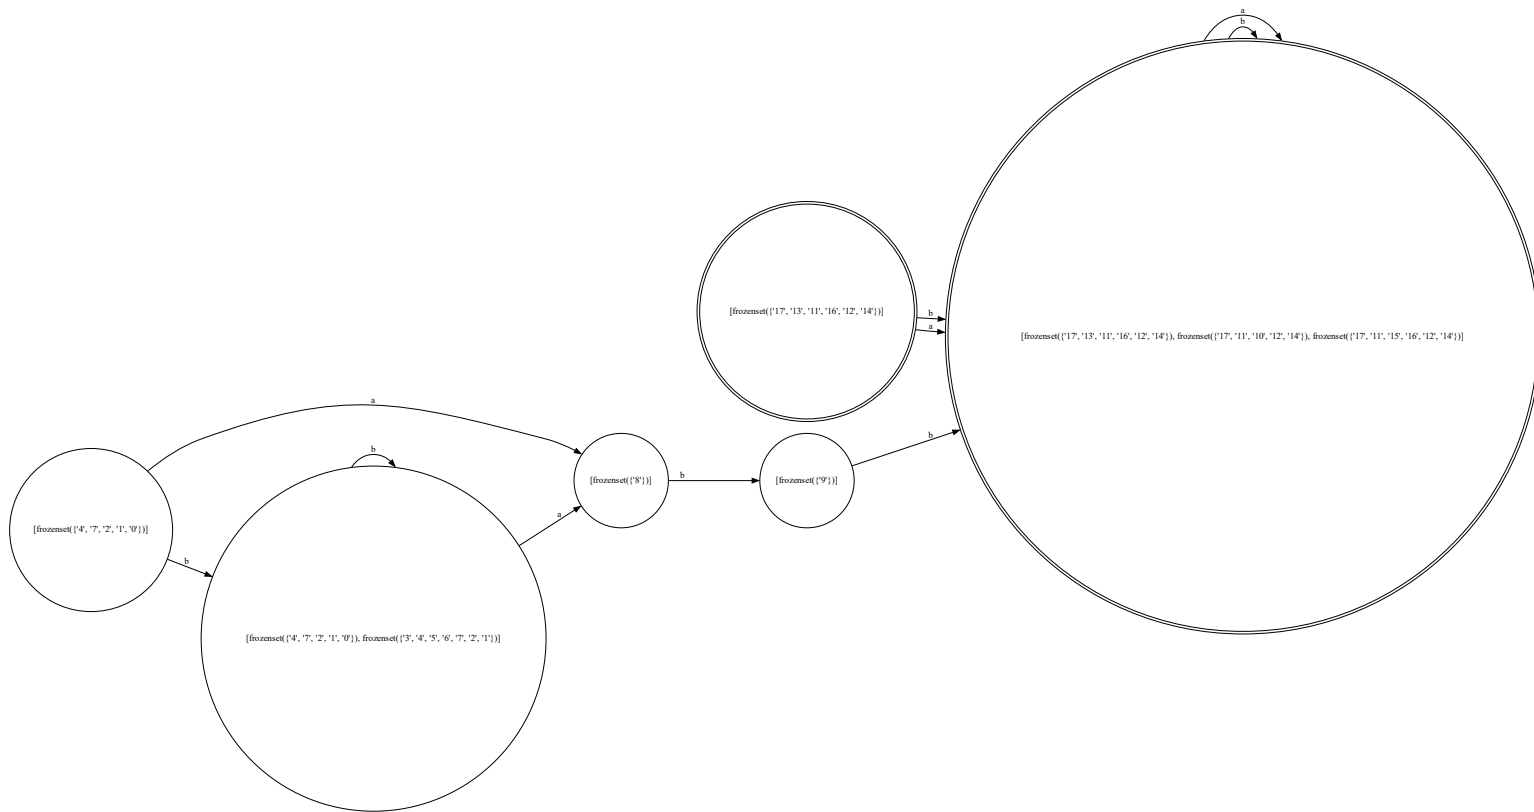 a
b
[frozenset({'17', '13', '11', '16', '12', '14'})]
b
a
[frozenset({'17', '13', '11', '16', '12', '14'}), frozenset({'17', '11', '10', '12', '14'}), frozenset({'17', '11', '15', '16', '12', '14'})]
a
b
b
[frozenset({'8'})]
b
[frozenset({'9'})]
a
[frozenset({'4', '7', '2', '1', '0'})]
b
[frozenset({'4', '7', '2', '1', '0'}), frozenset({'3', '4', '5', '6', '7', '2', '1'})]